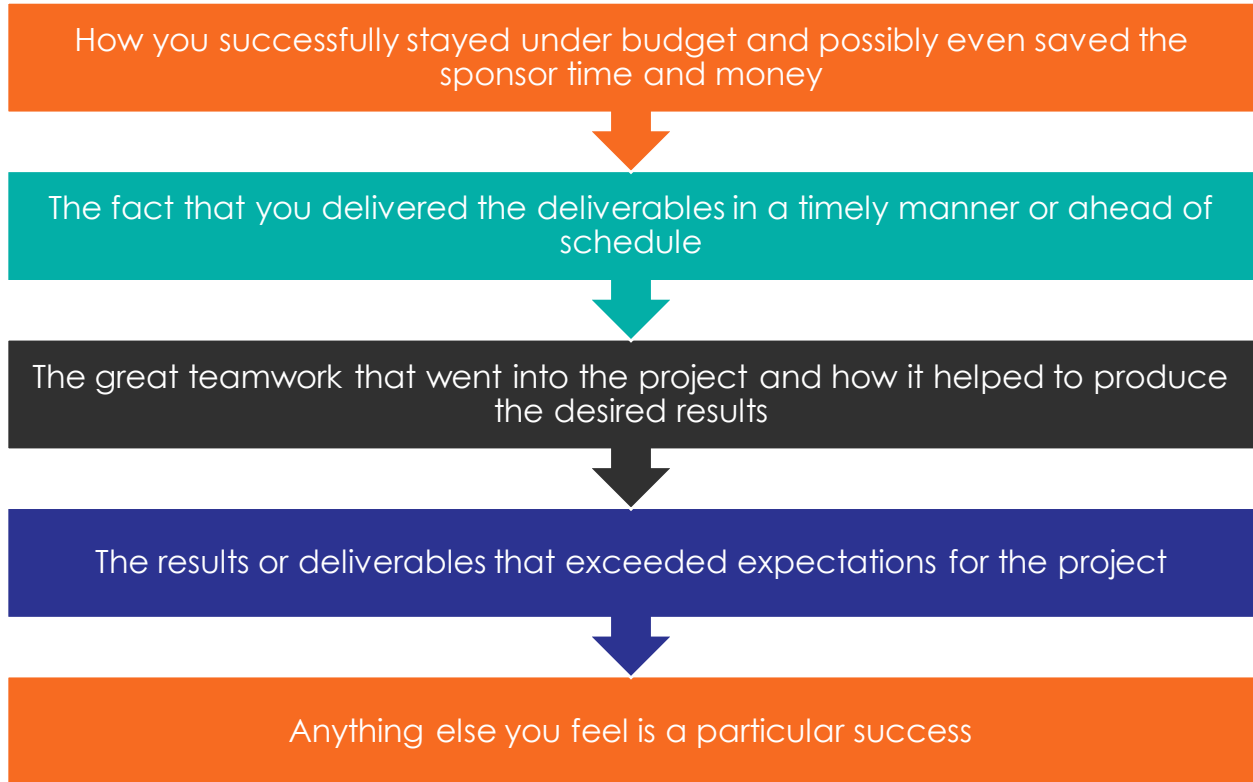 How you successfully stayed under budget and possibly even saved the
sponsor time and money
The fact that you delivered the deliverables in a timely manner or ahead of
schedule
The great teamwork that went into the project and how it helped to produce
the desired results
The results or deliverables that exceeded expectations for the project
Anything else you feel is a particular success